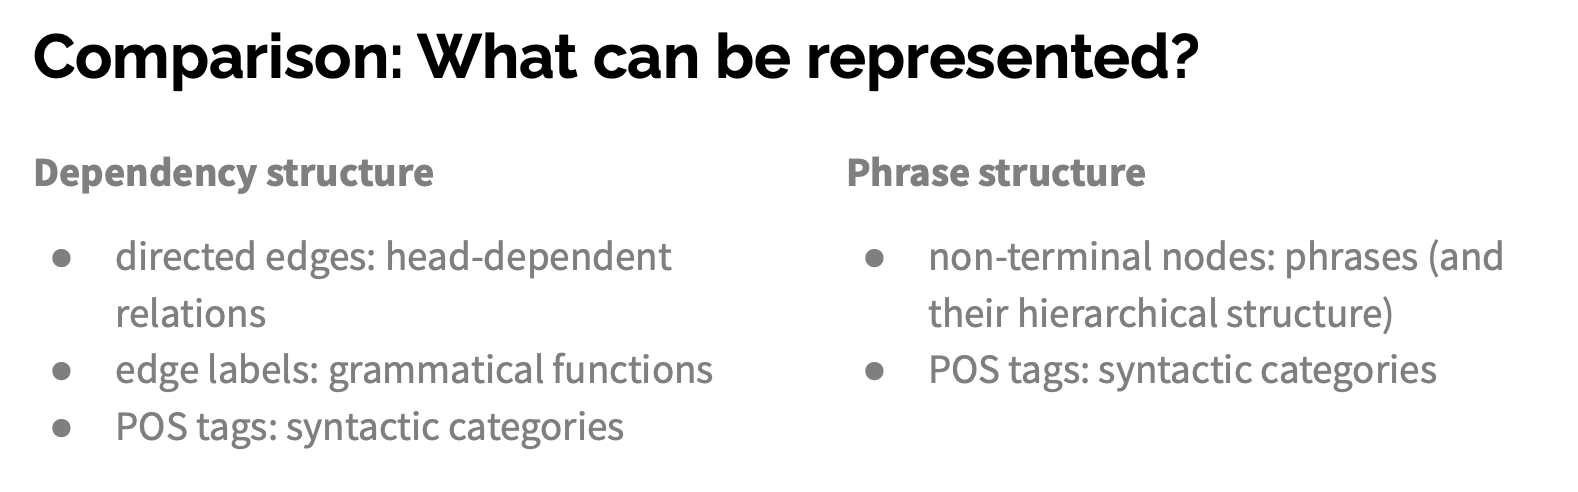 Comparison: What can be represented?
Dependency structure
● directed edges: head-dependent
relations
● edge labels: grammatical functions
● POS tags: syntactic categories
Phrase structure
● non-terminal nodes: phrases (and
their hierarchical structure)
● POS tags: syntactic categories